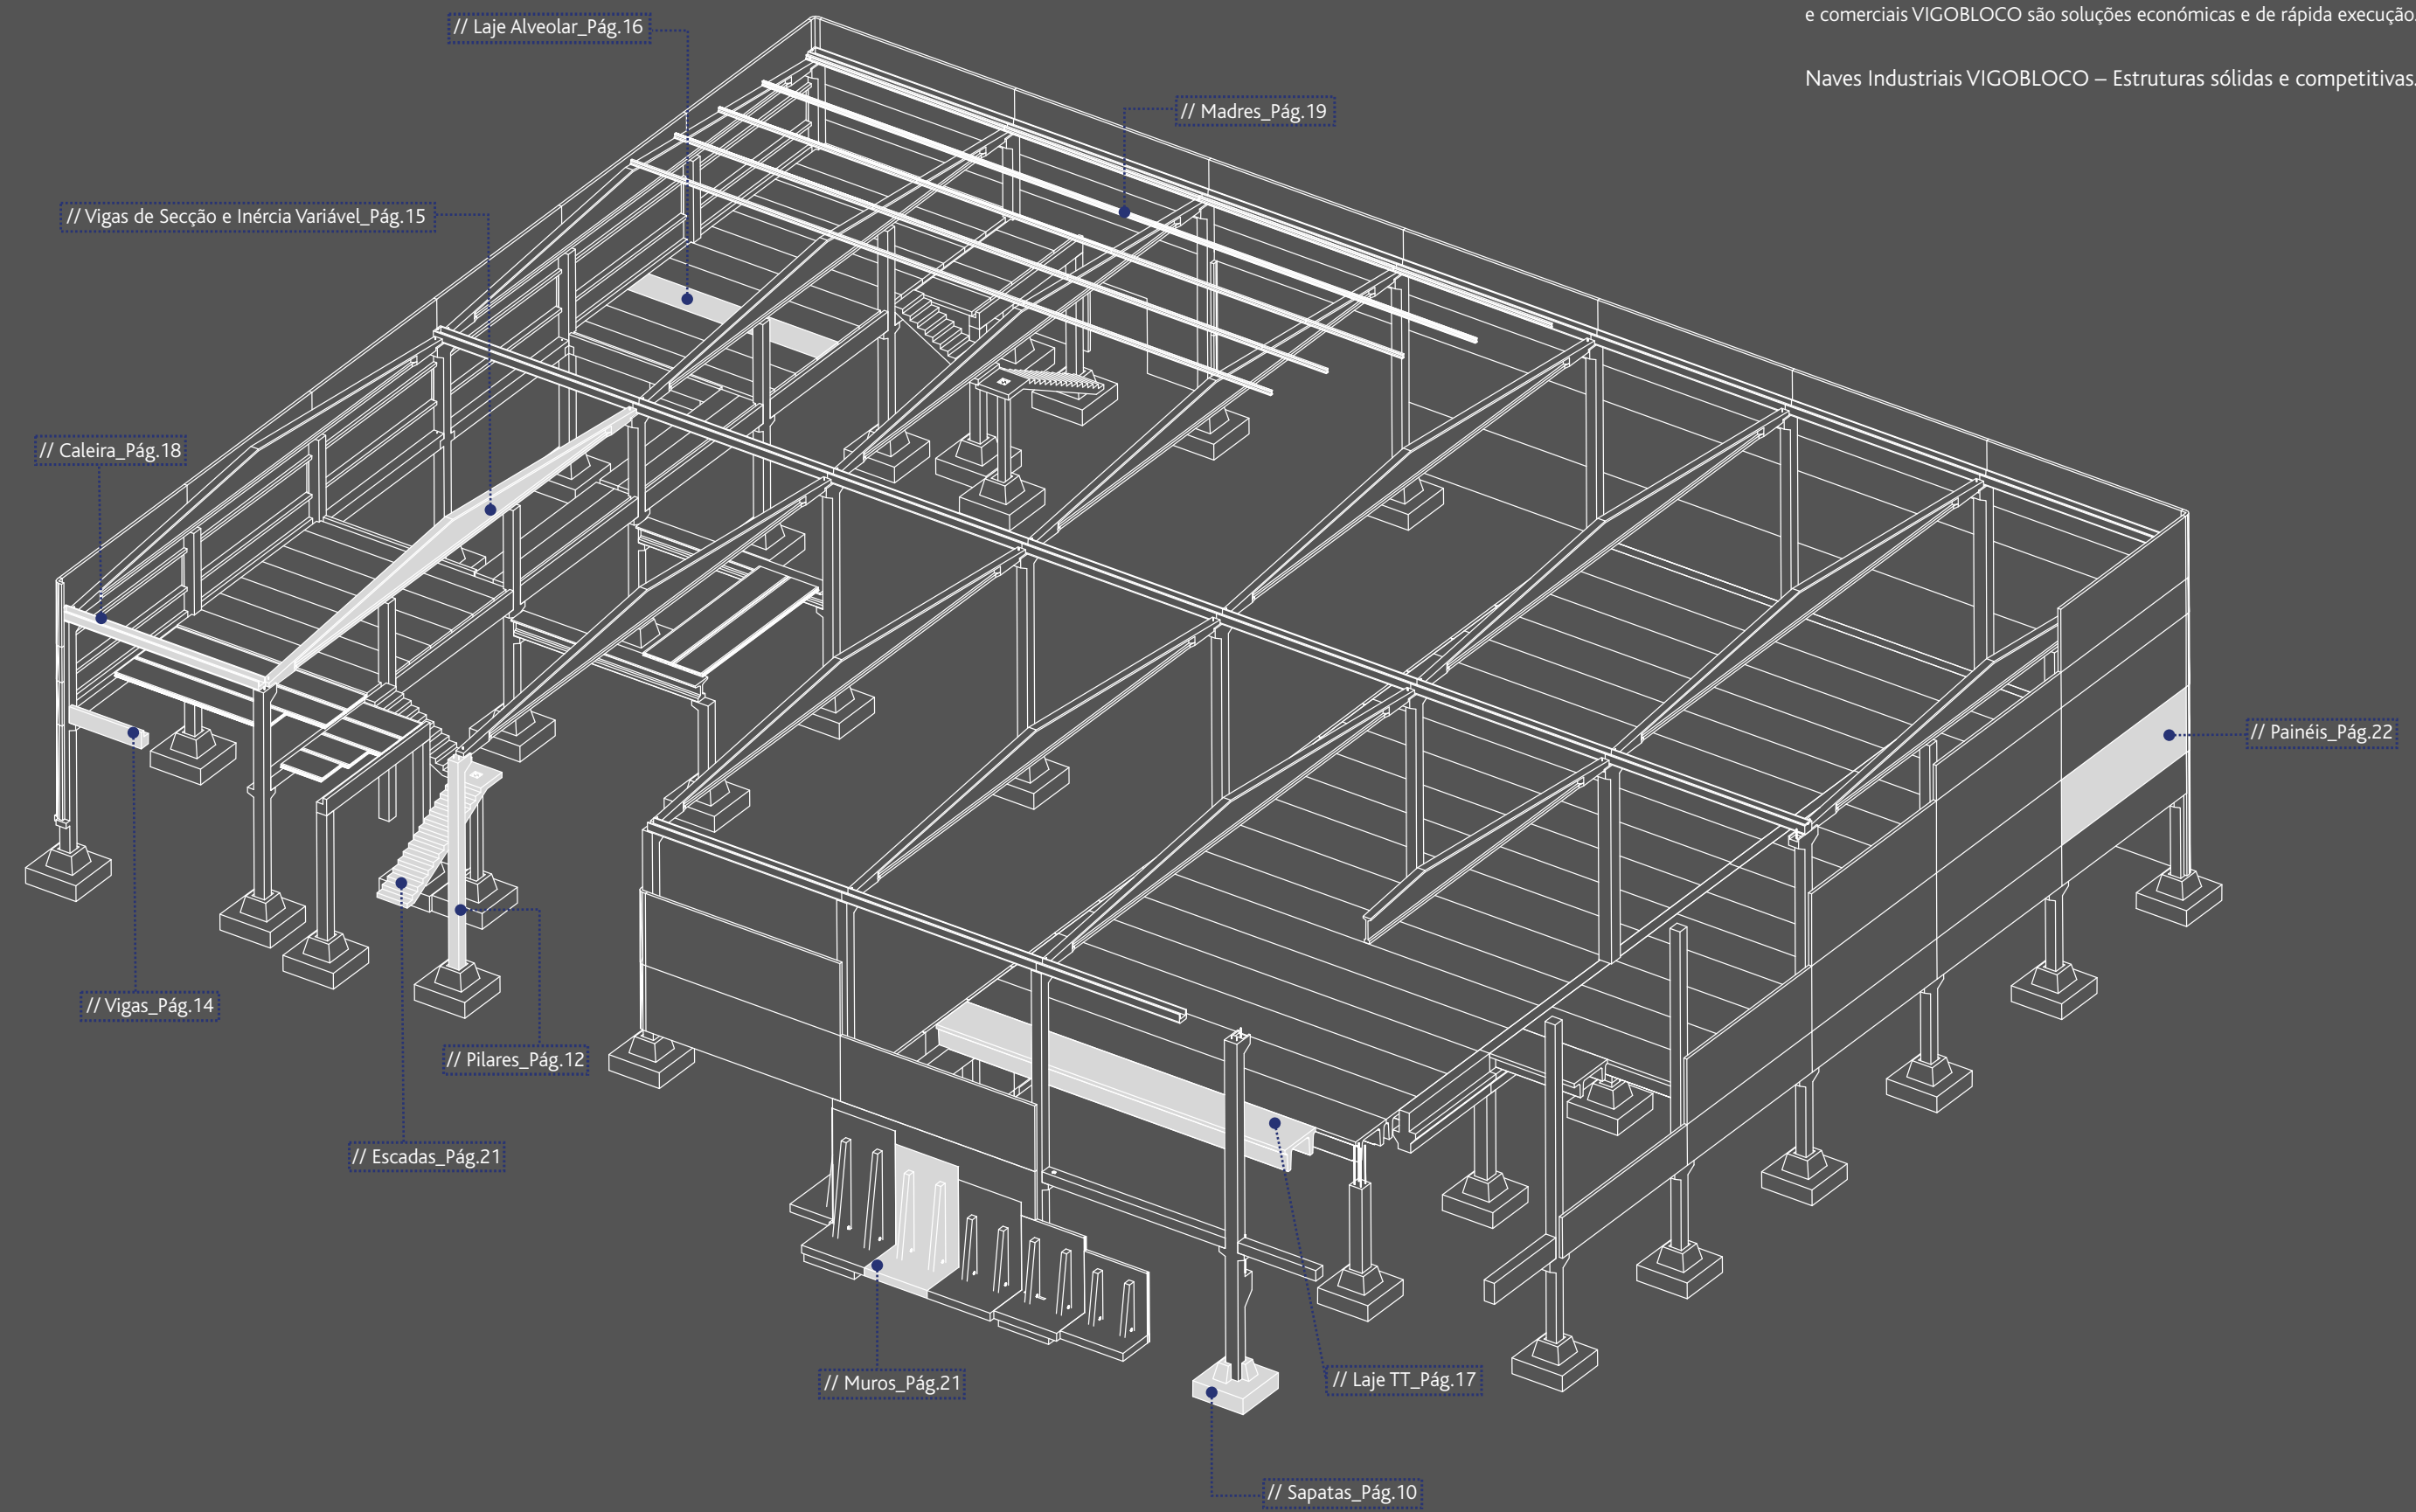 e comerciais VIGOBLOCO são soluções económicas e de rápida execução.
Naves Industriais VIGOBLOCO – Estruturas sólidas e competitivas.
// Laje Alveolar_Pág.16
// Madres_Pág.19
// Vigas de Secção e Inércia Variável_Pág.15
// Caleira_Pág.18
// Painéis_Pág.22
// Vigas_Pág.14
// Pilares_Pág.12
// Escadas_Pág.21
// Muros_Pág.21
// Laje TT_Pág.17
// Sapatas_Pág.10